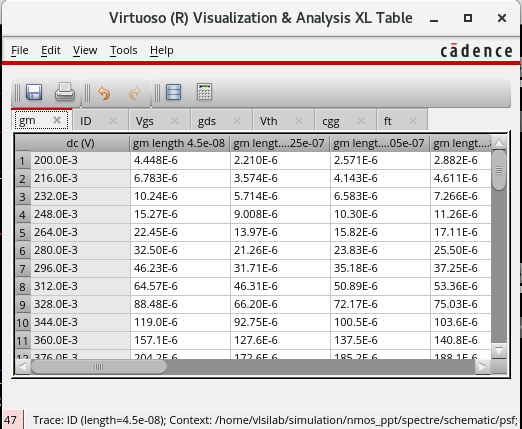 Virtuoso (R) Visualization & Analysis XL Table
File Edit View Tools Help
cādence
gm ID Vgs gds Vth cgg ft
dc (V) gm length 4.5e-08 gm lengt....25e-07 gm lengt....05e-07 gm lengt....
1 200.0E-3 4.448E-6 2.210E-6 2.571E-6 2.882E-6
2 216.0E-3 6.783E-6 3.574E-6 4.143E-6 4.611E-6
3 232.0E-3 10.24E-6 5.714E-6 6.583E-6 7.266E-6
4 248.0E-3 15.27E-6 9.008E-6 10.30E-6 11.26E-6
5 264.0E-3 22.45E-6 13.97E-6 15.82E-6 17.11E-6
6 280.0E-3 32.50E-6 21.26E-6 23.83E-6 25.50E-6
7 296.0E-3 46.23E-6 31.71E-6 35.18E-6 37.25E-6
8 312.0E-3 64.57E-6 46.31E-6 50.89E-6 53.36E-6
9 328.0E-3 88.48E-6 66.20E-6 72.17E-6 75.03E-6
10 344.0E-3 119.0E-6 92.75E-6 100.5E-6 103.6E-6
11 360.0E-3 157.1E-6 127.6E-6 137.5E-6 140.8E-6
12 376.0E-3 204.2E-6 172.6E-6 185.2E-6 188.1E-6
47 Trace: ID (length=4.5e-08); Context: /home/vlsilab/simulation/nmos_ppt/spectre/schematic/psf;